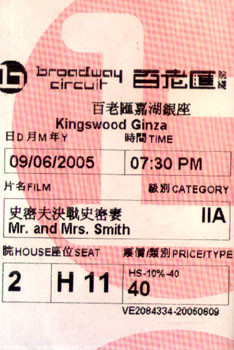 broadway circuit 百老匯院綫
百老匯嘉湖銀座
Kingswood Ginza
日D月M年Y 時間TIME
09/06/2005 07:30 PM
片名FILM 級別CATEGORY
史密夫決戰史密妻 IIA
Mr. and Mrs. Smith
院HOUSE座位SEAT 票價/類別PRICE/TYPE
2 H 11 HS-10%-40
40
VE2084334-20050609